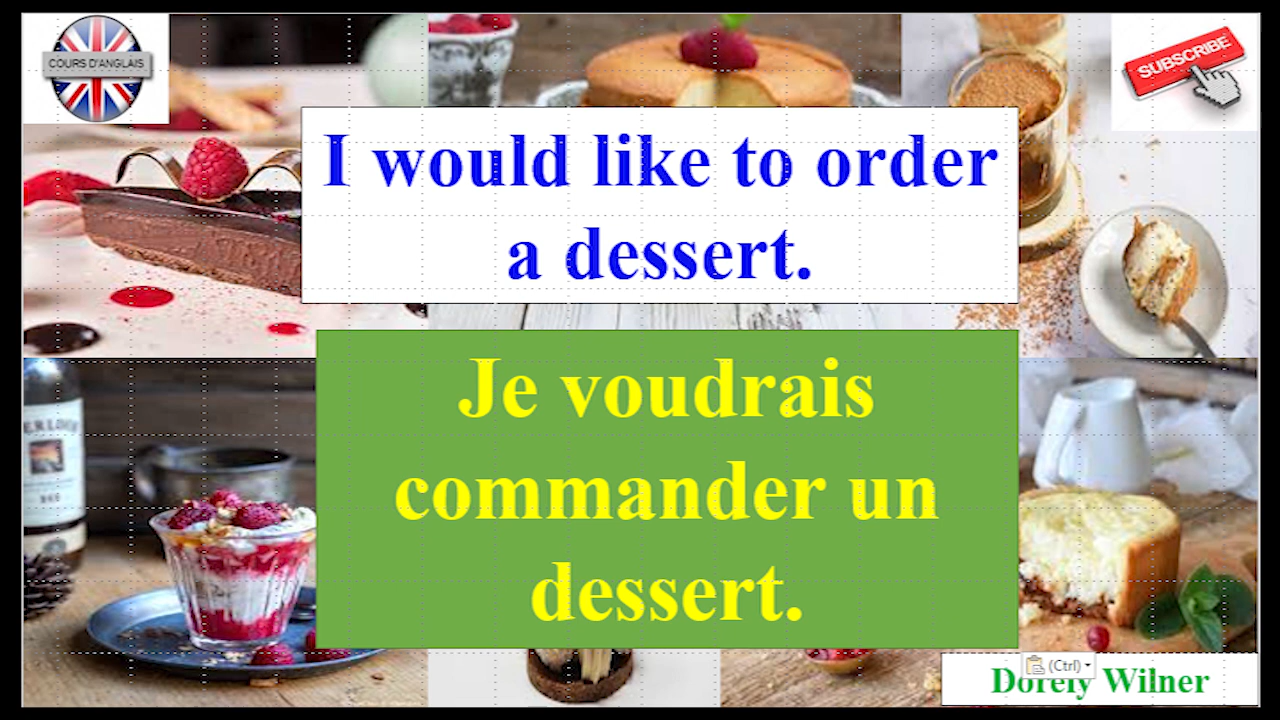 COURS D'ANGLAIS
SUBSCRIBE
I would like to order
a dessert.
Je voudrais
commander un
dessert.
(Ctrl)
Dorely Wilner